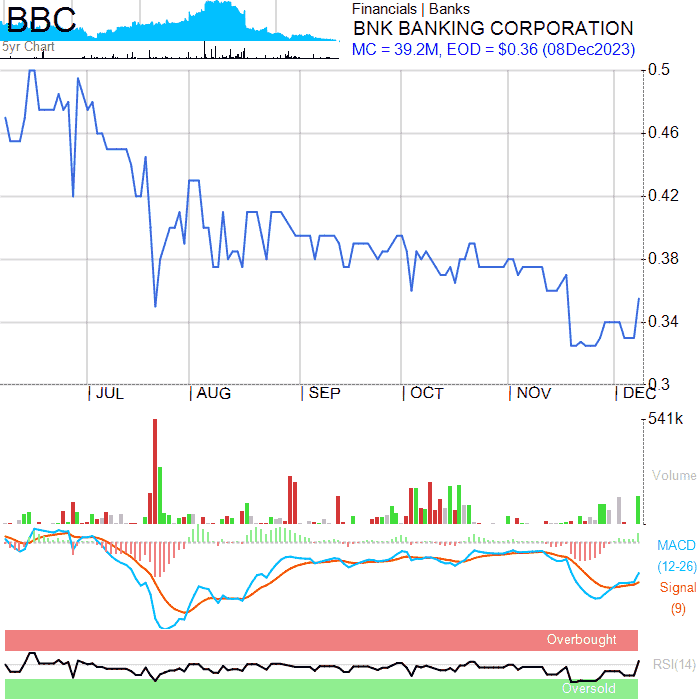 BBC
5yr Chart
Financials | Banks
BNK BANKING CORPORATION
MC = 39.2M, EOD = $0.36 (08Dec2023)
0.5
0.46
0.42
0.38
0.34
0.3
JUL AUG SEP OCT NOV DEC
541k
Volume
MACD
(12-26)
Signal
(9)
Overbought
RSI(14)
Oversold